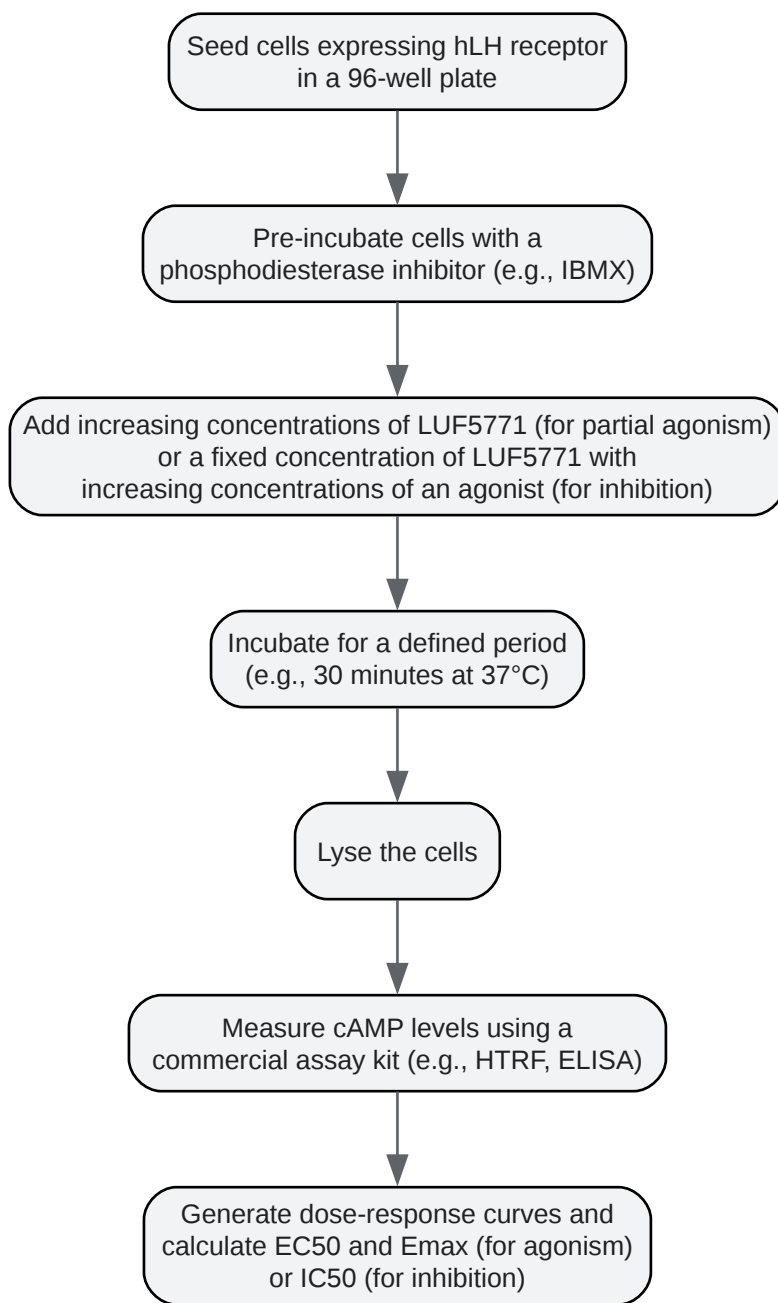 Seed cells expressing hLH receptor
in a 96-well plate
Pre-incubate cells with a
phosphodiesterase inhibitor (e.g., IBMX)
Add increasing concentrations of LUF5771 (for partial agonism)
or a fixed concentration of LUF5771 with
increasing concentrations of an agonist (for inhibition)
Incubate for a defined period
(e.g., 30 minutes at 37°C)
Lyse the cells
Measure cAMP levels using a
commercial assay kit (e.g., HTRF, ELISA)
Generate dose-response curves and
calculate EC50 and Emax (for agonism)
or IC50 (for inhibition)